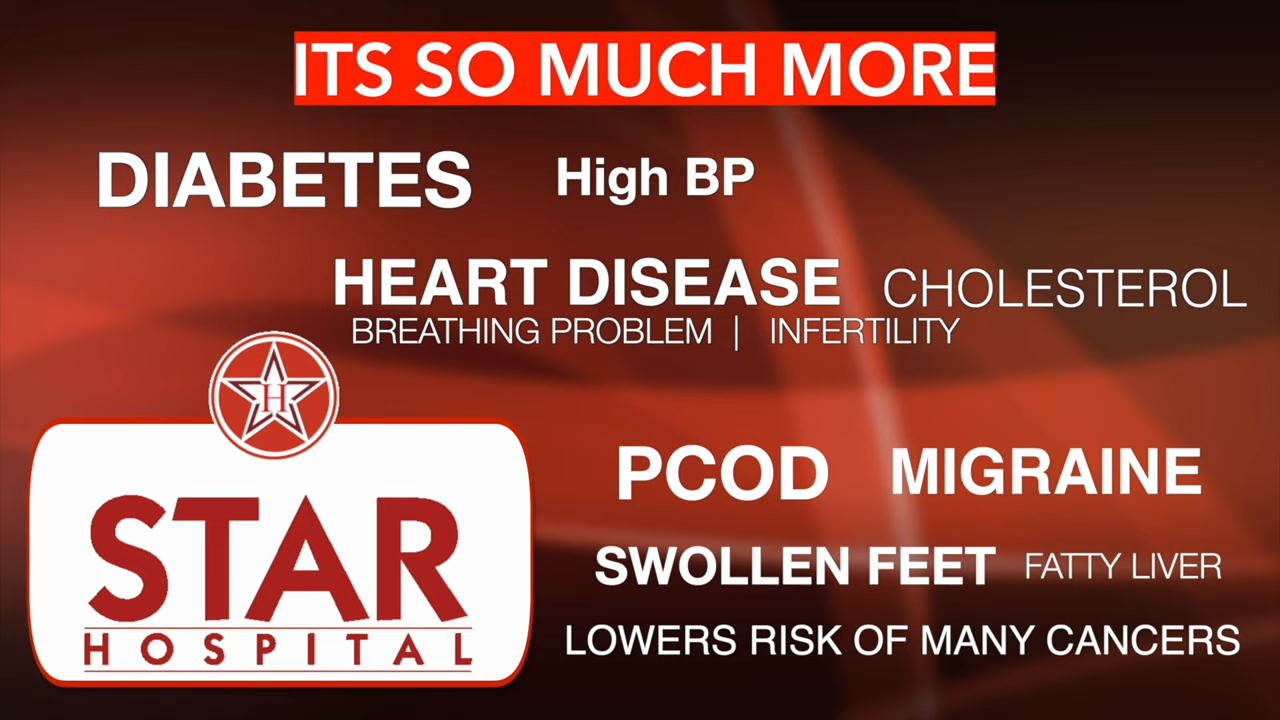 ITS SO MUCH MORE
DIABETES High BP
HEART DISEASE CHOLESTEROL
BREATHING PROBLEM | INFERTILITY
H
STAR
HOSPITAL
PCOD MIGRAINE
SWOLLEN FEET FATTY LIVER
LOWERS RISK OF MANY CANCERS